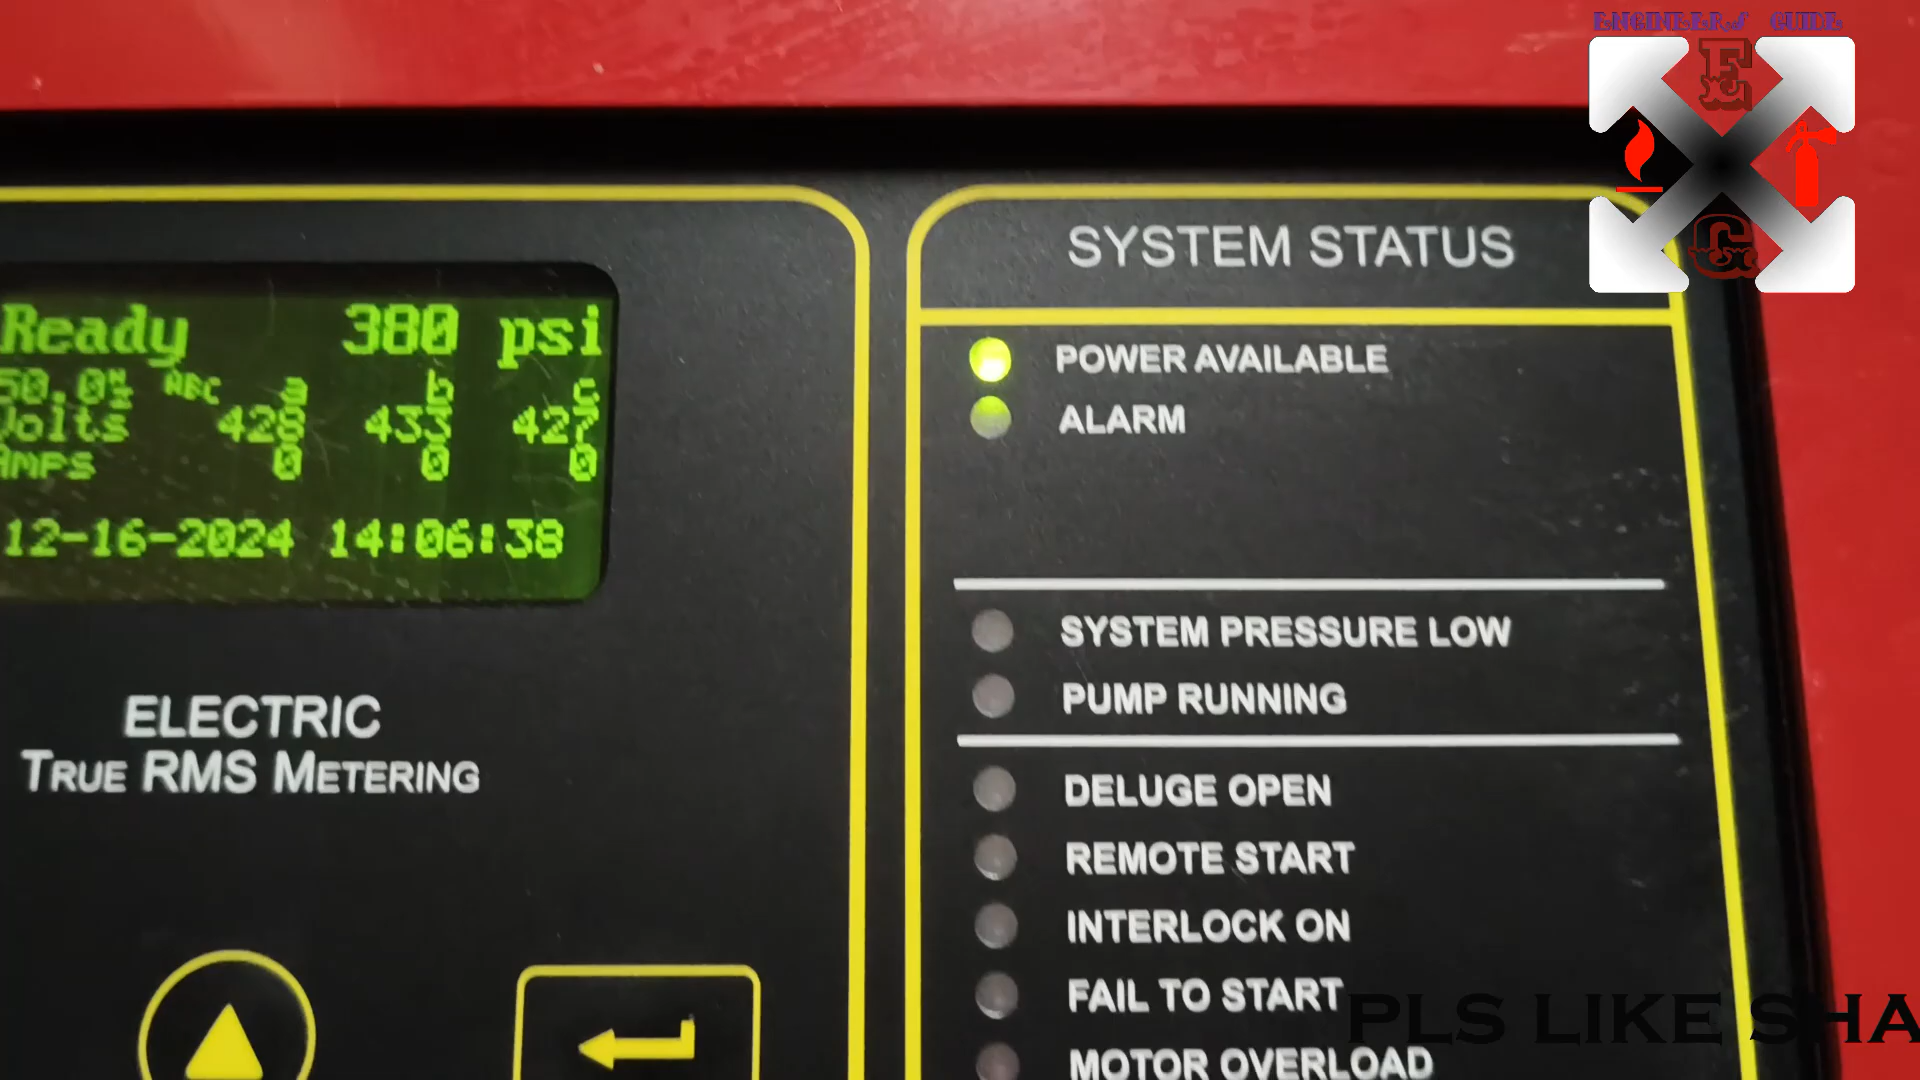 ENGINEERS GUIDE
E
G
SYSTEM STATUS
Ready 380 psi
50.0Hz ABC a b c
Volts 428 433 427
Amps 0 0 0
12-16-2024 14:06:38
ELECTRIC
TRUE RMS METERING
POWER AVAILABLE
ALARM
SYSTEM PRESSURE LOW
PUMP RUNNING
DELUGE OPEN
REMOTE START
INTERLOCK ON
FAIL TO START
MOTOR OVERLOAD
PLS LIKE SHA